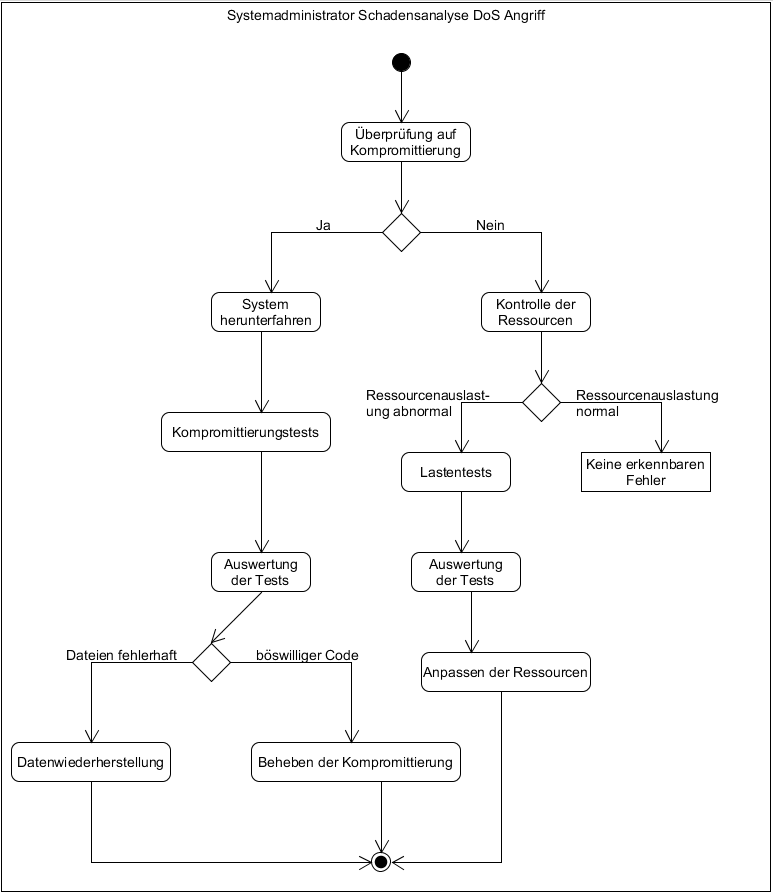 Systemadministrator Schadensanalyse DoS Angriff
Überprüfung auf
Kompromittierung
Ja
Nein
System
herunterfahren
Kontrolle der
Ressourcen
Ressourcenauslast-
ung abnormal
Ressourcenauslastung
normal
Kompromittierungstests
Lastentests
Keine erkennbaren
Fehler
Auswertung
der Tests
Auswertung
der Tests
Dateien fehlerhaft
böswilliger Code
Anpassen der Ressourcen
Datenwiederherstellung
Beheben der Kompromittierung